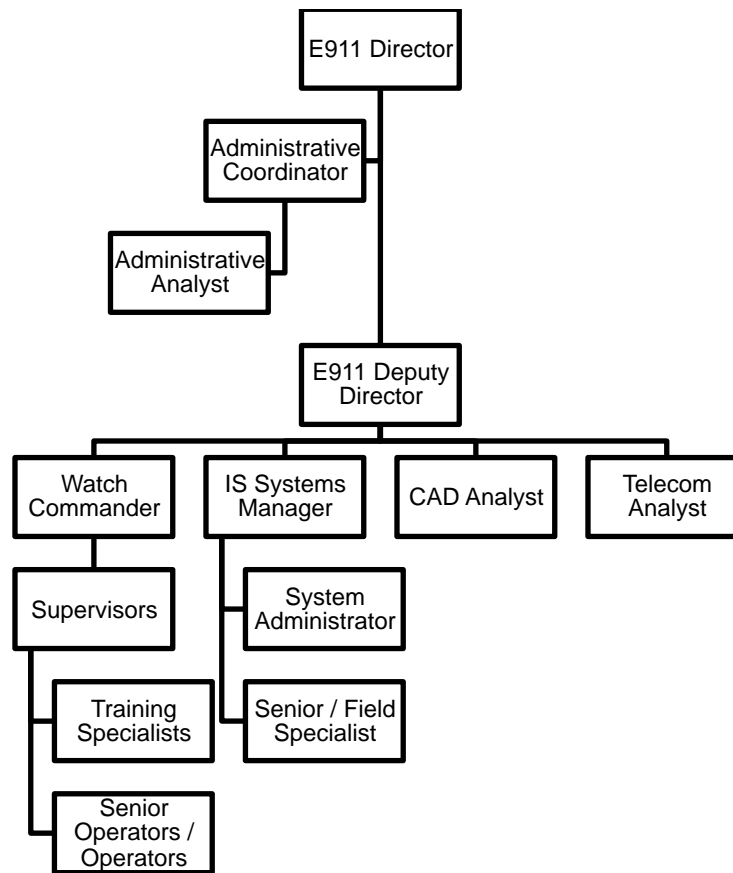 E911 Director
Administrative
Coordinator
Administrative
Analyst
E911 Deputy
Director
Watch
Commander
IS Systems
Manager
CAD Analyst
Telecom
Analyst
Supervisors
System
Administrator
Training
Specialists
Senior / Field
Specialist
Senior
Operators /
Operators